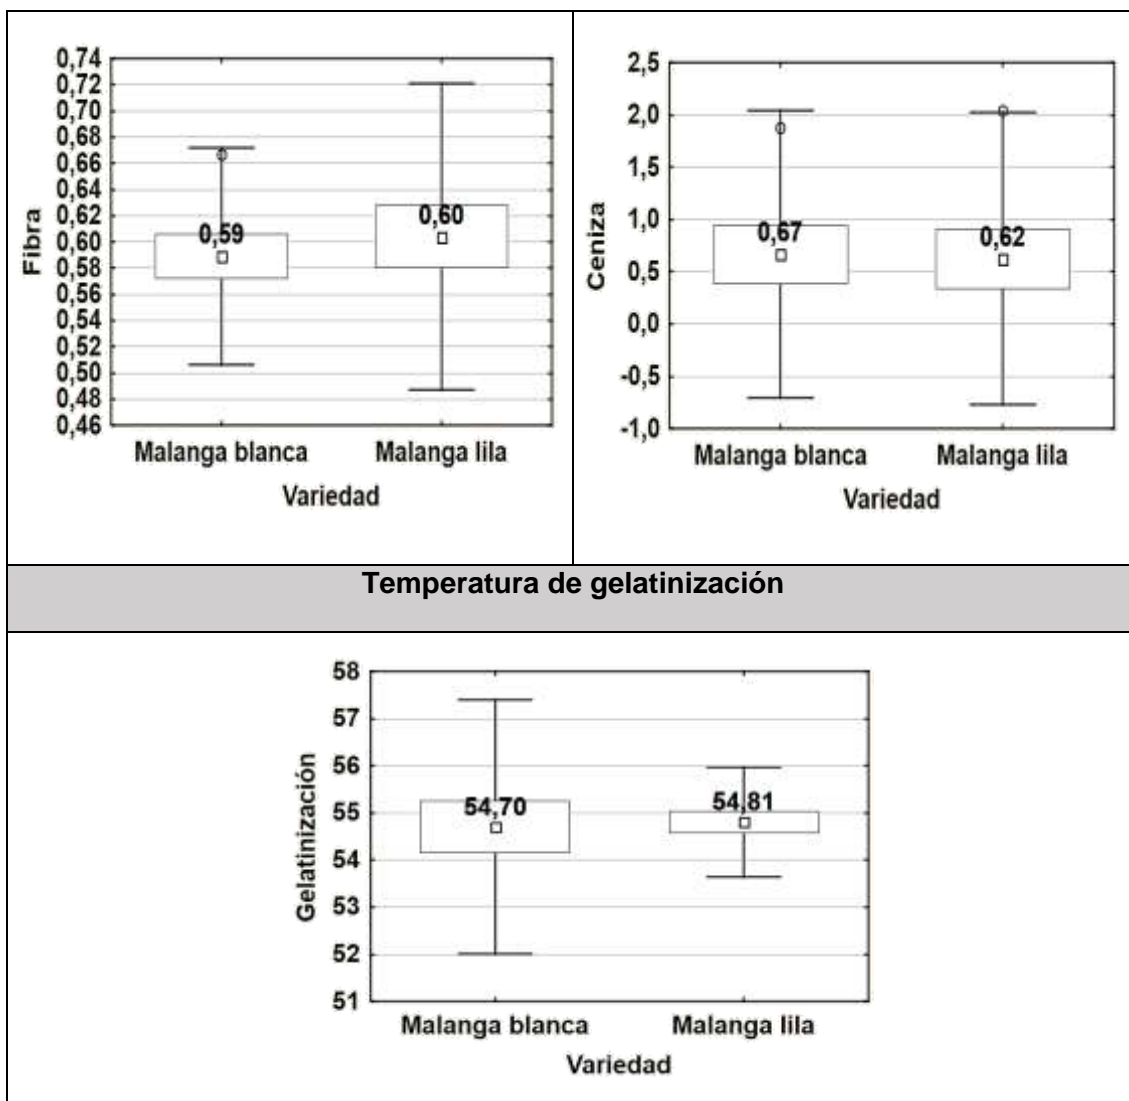 0,74
0,72
0,70
0,68
0,66
0,64
0,62
0,60
0,58
0,56
0,54
0,52
0,50
0,48
0,46
Fibra
0,59
0,60
Malanga blanca
Malanga lila
Variedad
2,5
2,0
1,5
1,0
0,5
0,0
-0,5
-1,0
Ceniza
0,67
0,62
Malanga blanca
Malanga lila
Variedad
Temperatura de gelatinización
58
57
56
55
54
53
52
51
Gelatinización
54,70
54,81
Malanga blanca
Malanga lila
Variedad